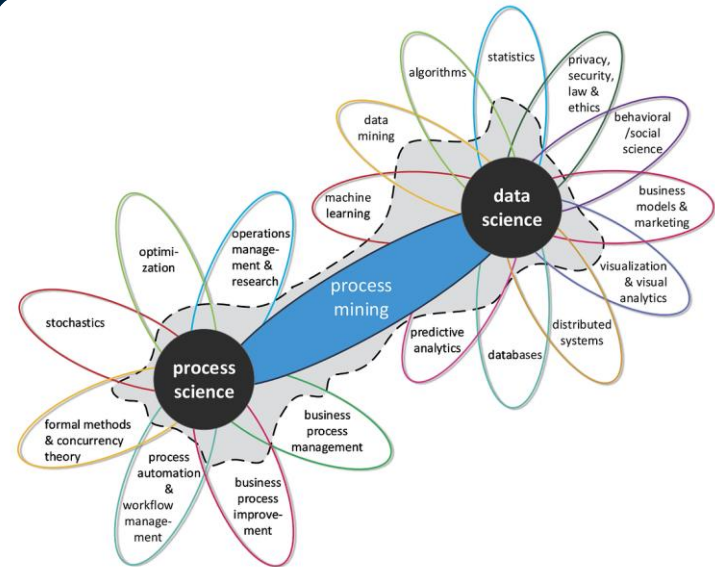 statistics
algorithms
privacy,
security,
law &
ethics
data
mining
behavioral
/social
science
machine
learning
data
science
business
models &
marketing
visualization
& visual
analytics
distributed
systems
databases
predictive
analytics
process
mining
operations
manage-
ment &
research
optimi-
zation
stochastics
process
science
formal methods
& concurrency
theory
process
automation
&
workflow
manage-
ment
business
process
improve-
ment
business
process
management